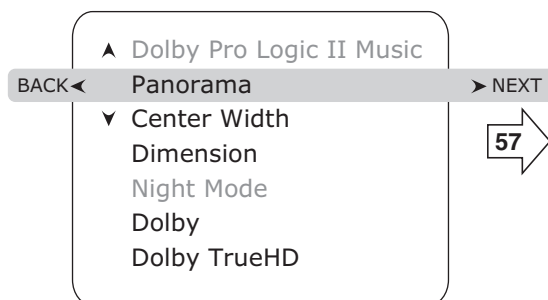 Dolby Pro Logic II Music
BACK Panorama NEXT
Center Width
57
Dimension
Night Mode
Dolby
Dolby TrueHD